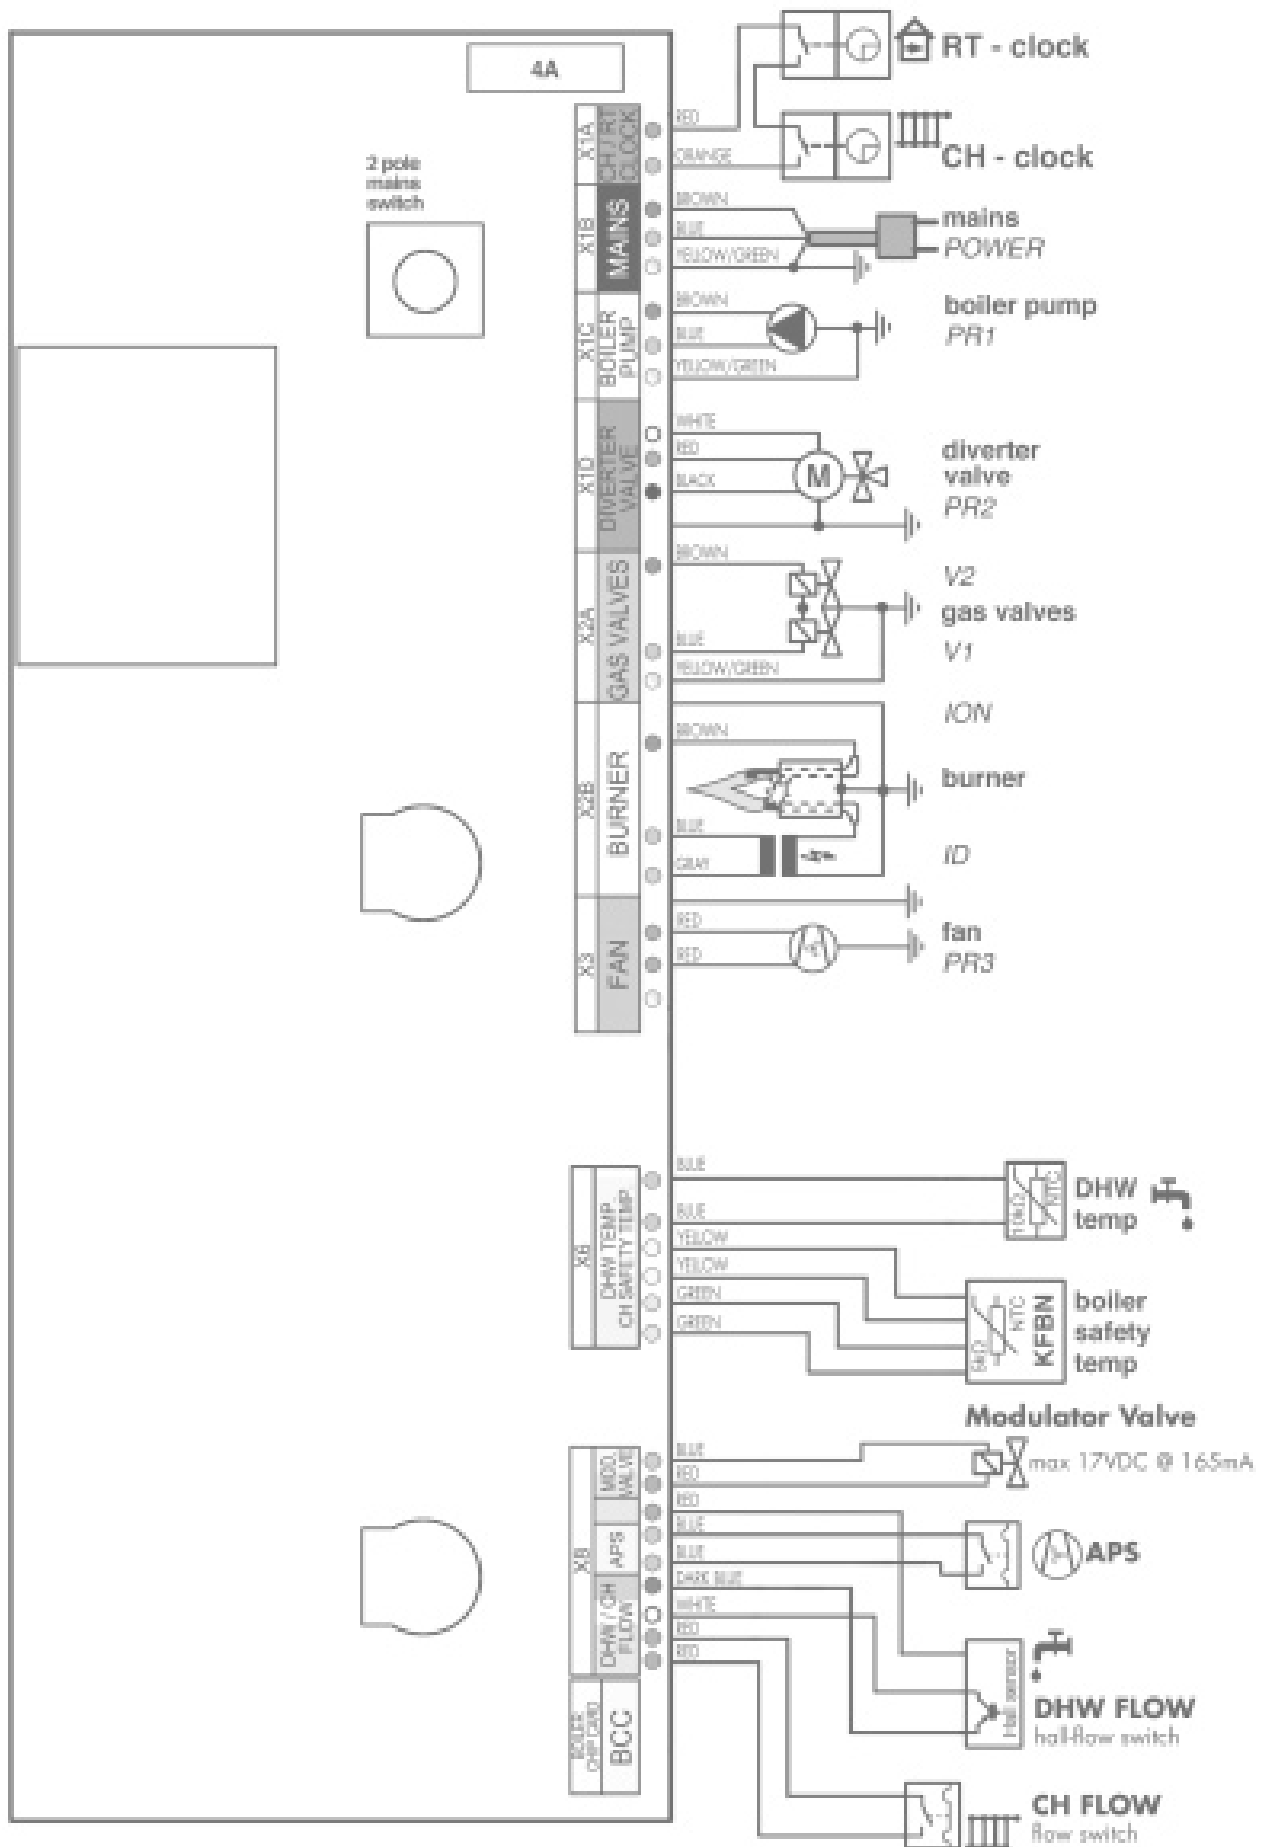 4A
2 pole
mains
switch
X1A
CH / RT
CLOCK
RED
ORANGE
RT - clock
CH - clock
X1B
MAINS
BROWN
BLUE
YELLOW/GREEN
mains
POWER
X1C
BOILER
PUMP
BROWN
BLUE
YELLOW/GREEN
boiler pump
PR1
X1D
DIVERTER
VALVE
WHITE
RED
BLACK
M
diverter
valve
PR2
X2A
GAS VALVES
BROWN
BLUE
YELLOW/GREEN
V2
gas valves
V1
X2B
BURNER
BROWN
BLUE
GRAY
ION
burner
ID
X3
FAN
RED
RED
fan
PR3
X6
DHW TEMP.
CH SAFETY TEMP
BLUE
BLUE
YELLOW
YELLOW
GREEN
GREEN
10kΩ
NTC
DHW
temp
6kΩ
NTC
KFBN
boiler
safety
temp
Modulator Valve
max 17VDC @ 165mA
X8
MOD.
VALVE
APS
DHW / CH
FLOW
BLUE
RED
RED
BLUE
BLUE
DARK BLUE
WHITE
RED
RED
APS
Hall sensor
DHW FLOW
hall-flow switch
BOILER
CHIP CARD
BCC
CH FLOW
flow switch